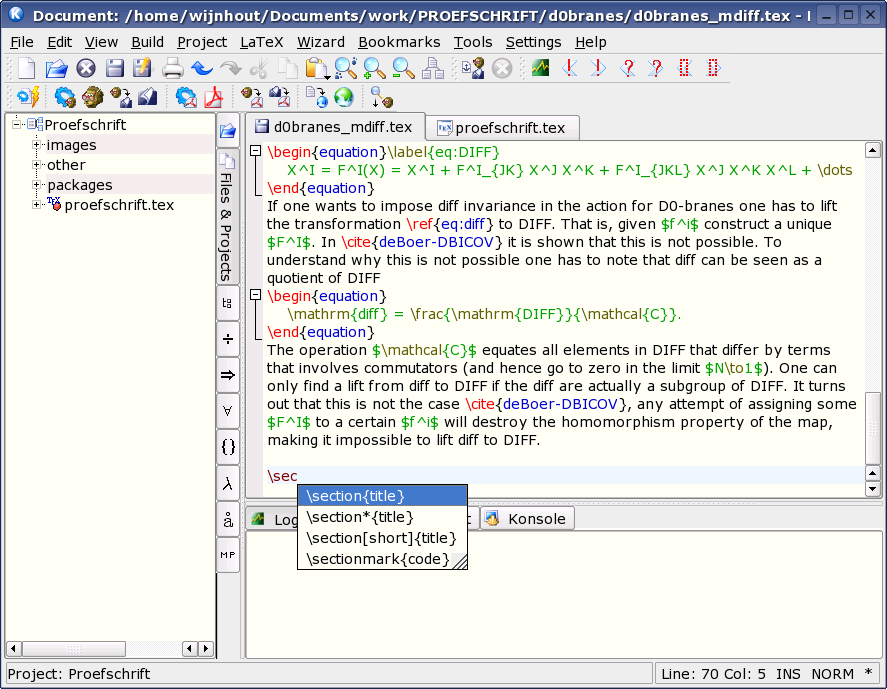 Document: /home/wijnhout/Documents/work/PROEFSCHRIFT/d0branes/d0branes_mdiff.tex -
File Edit View Build Project LaTeX Wizard Bookmarks Tools Settings Help
Proefschrift
images
other
packages
proefschrift.tex
Files & Projects
{}
λ
å
MP
d0branes_mdiff.tex
proefschrift.tex
\begin{equation}\label{eq:DIFF}
X^I = F^I(X) = X^I + F^I_{JK} X^J X^K + F^I_{JKL} X^J X^K X^L + \dots
\end{equation}
If one wants to impose diff invariance in the action for D0-branes one has to lift
the transformation \ref{eq:diff} to DIFF. That is, given $f^i$ construct a unique
$F^I$. In \cite{deBoer-DBICOV} it is shown that this is not possible. To
understand why this is not possible one has to note that diff can be seen as a
quotient of DIFF
\begin{equation}
\mathrm{diff} = \frac{\mathrm{DIFF}}{\mathcal{C}}.
\end{equation}
The operation $\mathcal{C}$ equates all elements in DIFF that differ by terms
that involves commutators (and hence go to zero in the limit $N\to1$). One can
only find a lift from diff to DIFF if the diff are actually a subgroup of DIFF. It turns
out that this is not the case \cite{deBoer-DBICOV}, any attempt of assigning some
$F^I$ to a certain $f^i$ will destroy the homomorphism property of the map,
making it impossible to lift diff to DIFF.
\sec
\section{title}
\section*{title}
\section[short]{title}
\sectionmark{code}
Log
Konsole
Project: Proefschrift
Line: 70 Col: 5 INS NORM *